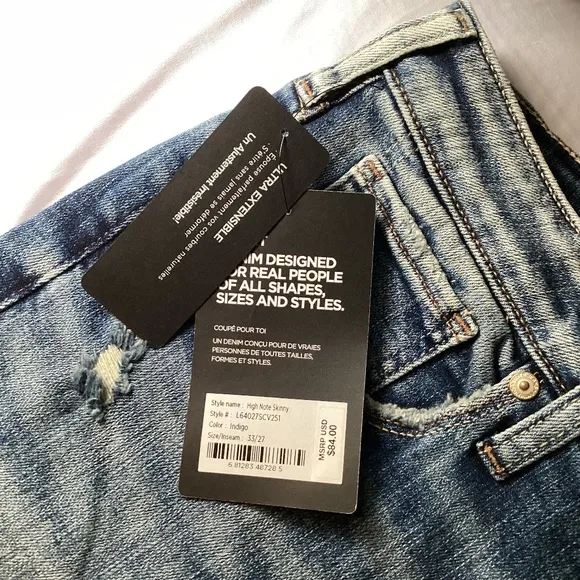 ULTRA EXTENSIBLE
Épouse parfaitement vos courbes naturelles
S'étire sans jamais se déformer
Un Ajustement Irrésistible!
DESIGNED
REAL PEOPLE
OF ALL SHAPES,
SIZES AND STYLES.
COUPÉ POUR TOI
UN DENIM CONÇU POUR DE VRAIES
PERSONNES DE TOUTES TAILLES,
FORMES ET STYLES.
Style name : High Note Skinny
Style # : L64027SCV251
Color : Indigo
Size/Inseam : 33/27
6 81283 40720 5
MSRP USD
$84.00